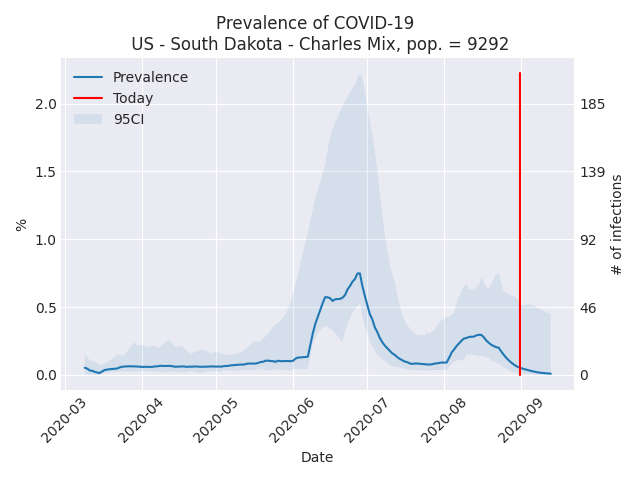 Prevalence of COVID-19
US - South Dakota - Charles Mix, pop. = 9292
Prevalence
Today
95CI
2.0
1.5
1.0
0.5
0.0
%
185
139
92
46
0
# of infections
2020-03
2020-04
2020-05
2020-06
2020-07
2020-08
2020-09
Date